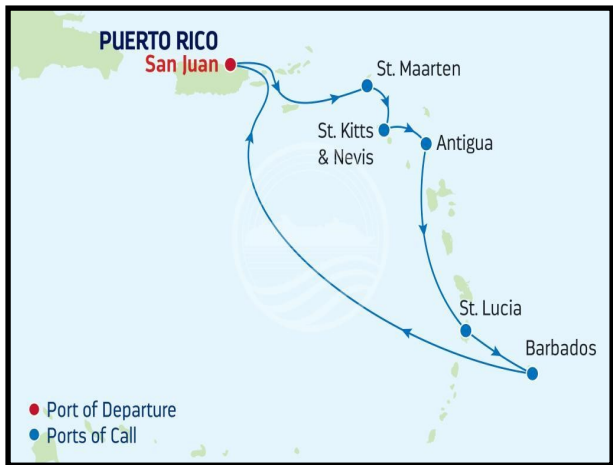 PUERTO RICO
San Juan
St. Maarten
St. Kitts
& Nevis
Antigua
St. Lucia
Barbados
Port of Departure
Ports of Call